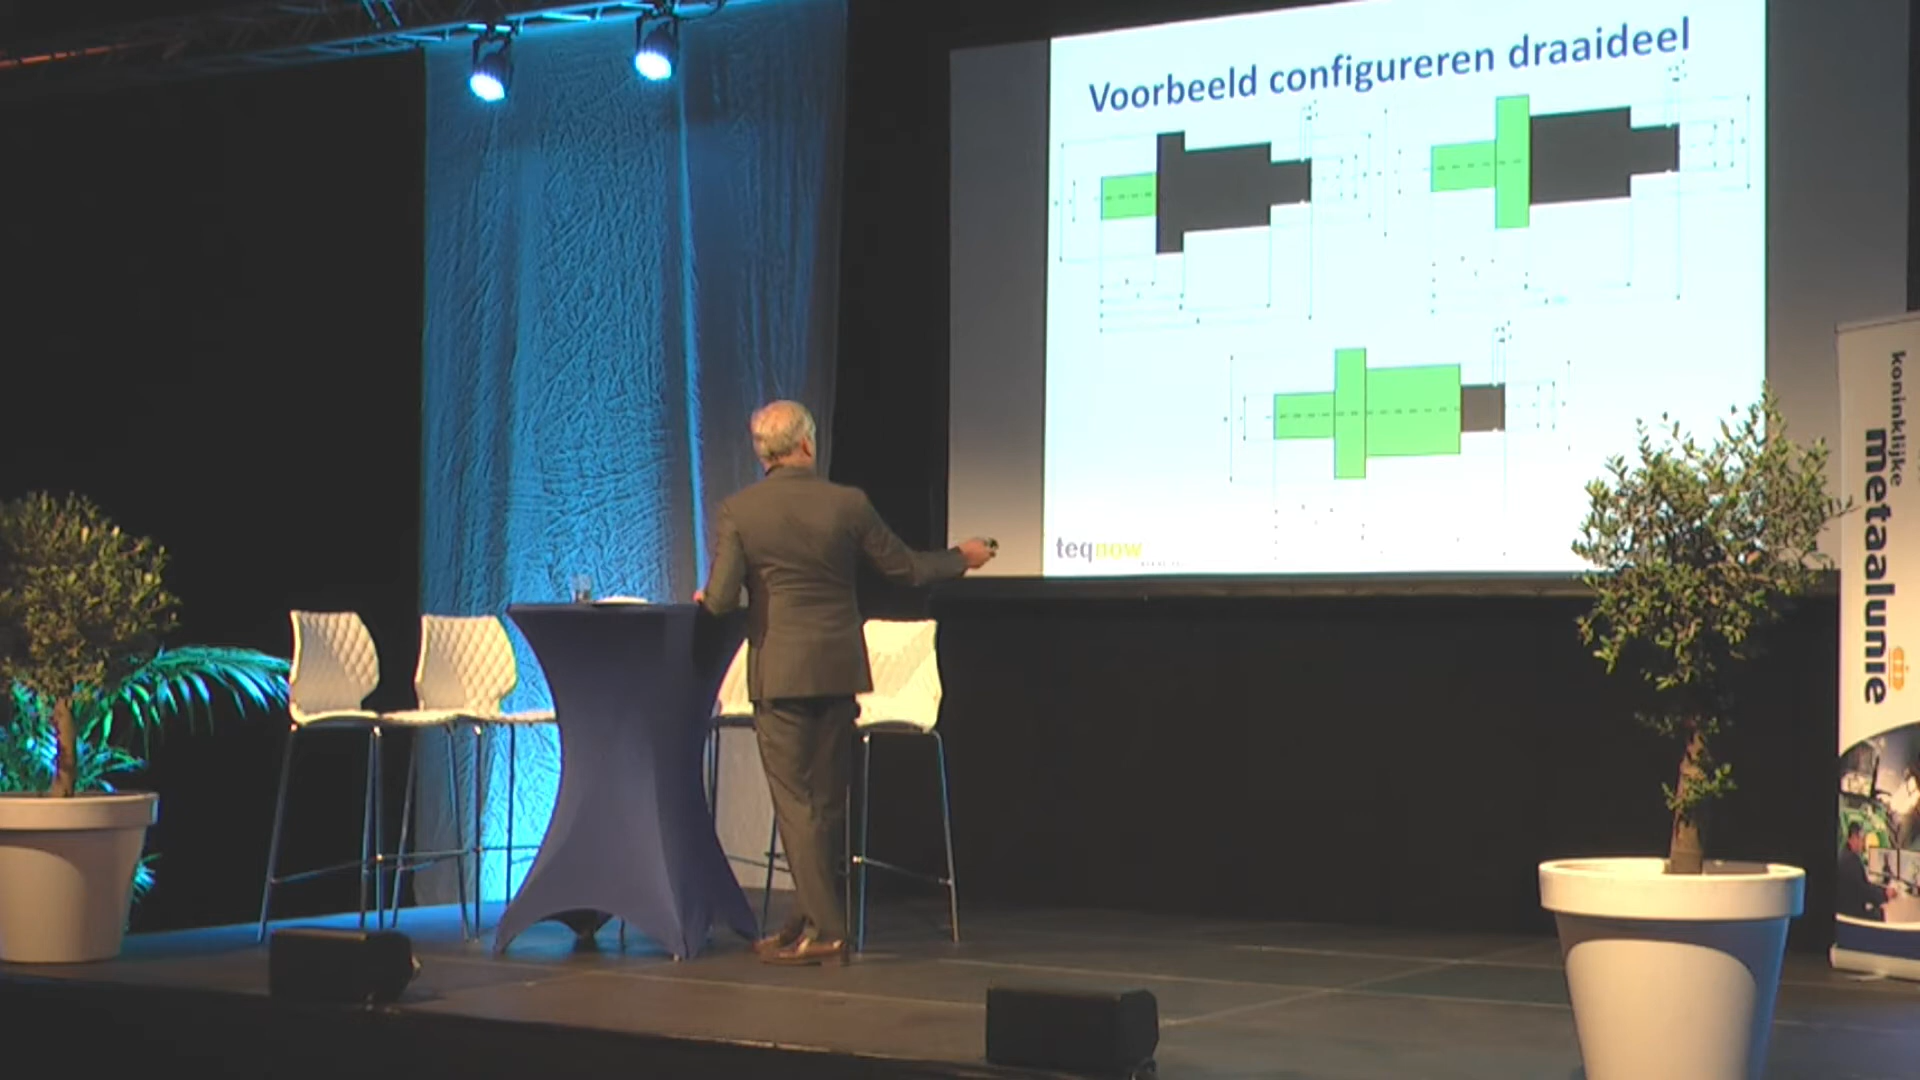 Voorbeeld configureren draaideel
teqnow
koninklijke
metaalunie